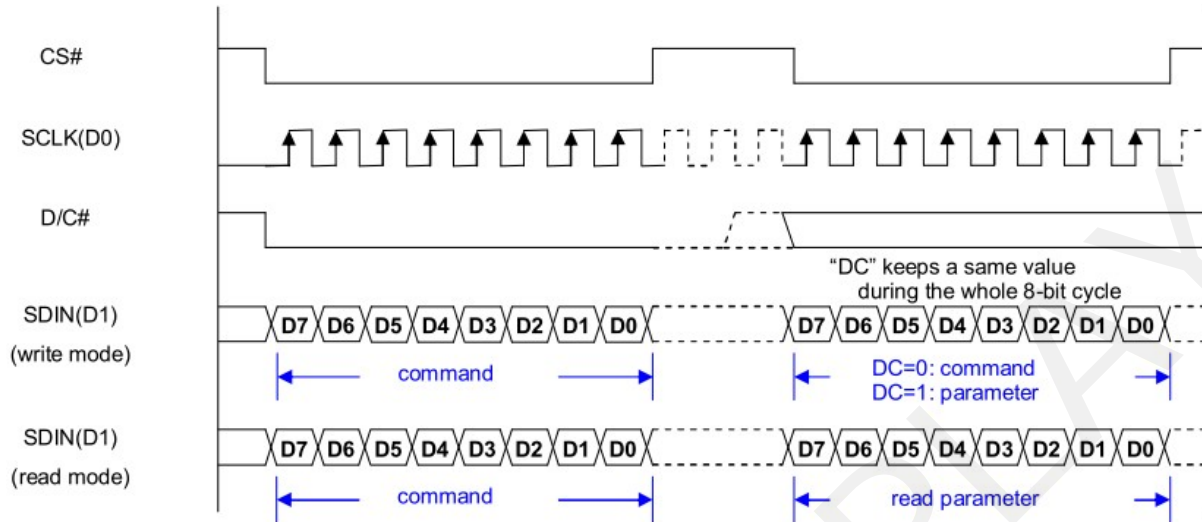 CS#
SCLK(D0)
D/C#
“DC” keeps a same value
during the whole 8-bit cycle
SDIN(D1)
(write mode)
D7 D6 D5 D4 D3 D2 D1 D0 D7 D6 D5 D4 D3 D2 D1 D0
command
DC=0: command
DC=1: parameter
SDIN(D1)
(read mode)
D7 D6 D5 D4 D3 D2 D1 D0 D7 D6 D5 D4 D3 D2 D1 D0
command
read parameter
PLAY